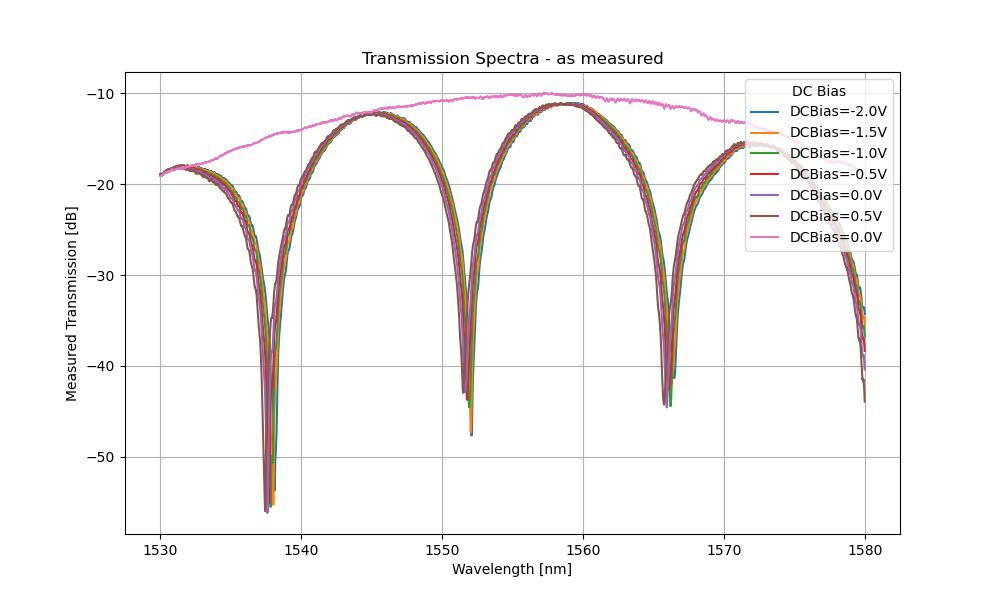 Transmission Spectra - as measured
−10
−20
−30
−40
−50
Measured Transmission [dB]
DC Bias
DCBias=-2.0V
DCBias=-1.5V
DCBias=-1.0V
DCBias=-0.5V
DCBias=0.0V
DCBias=0.5V
DCBias=0.0V
1530 1540 1550 1560 1570 1580
Wavelength [nm]